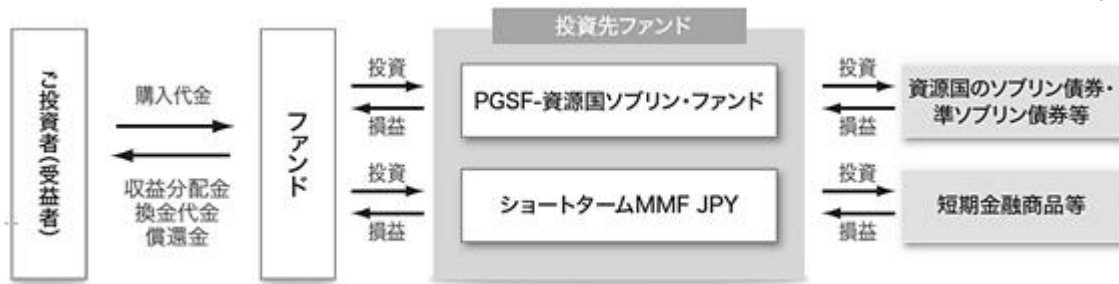 投資先ファンド
ご投資者(受益者)
購入代金
収益分配金
換金代金
償還金
ファンド
投資
損益
PGSF-資源国ソブリン・ファンド
投資
損益
資源国のソブリン債券・
準ソブリン債券等
投資
損益
ショートタームMMF JPY
投資
損益
短期金融商品等